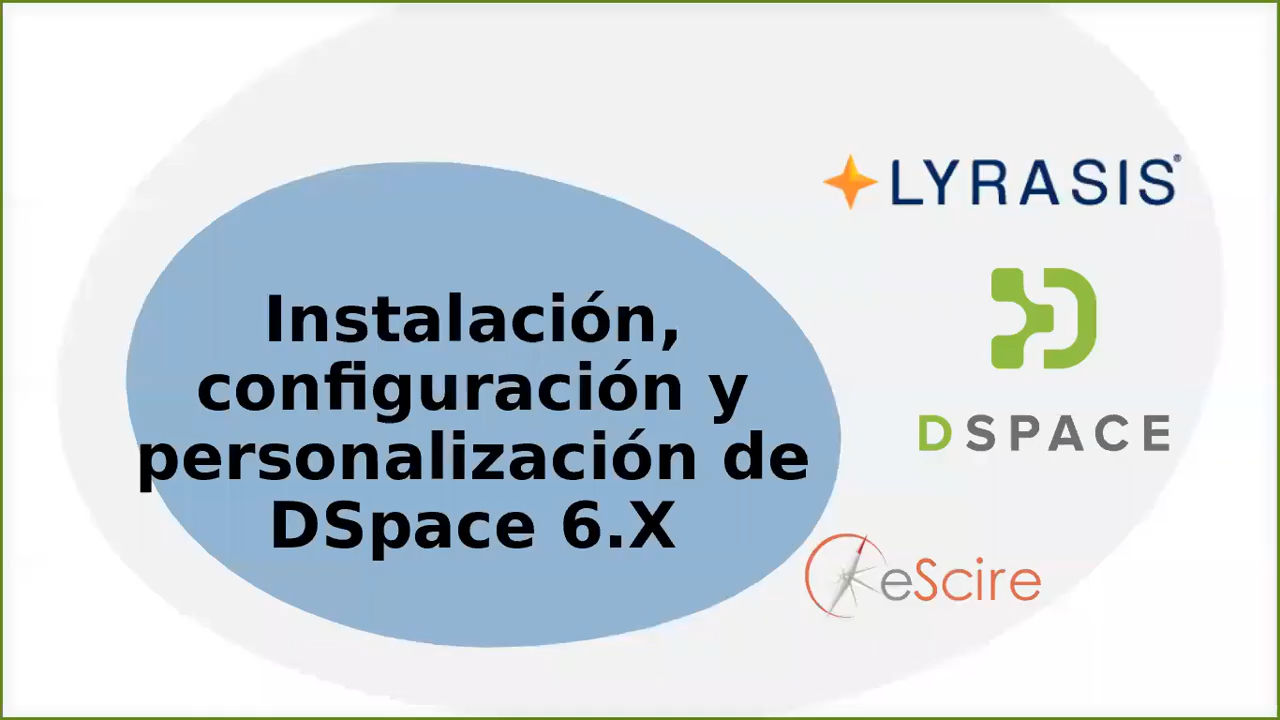 Instalación,
configuración y
personalización de
DSpace 6.X
LYRASIS®
DSPACE
eScire